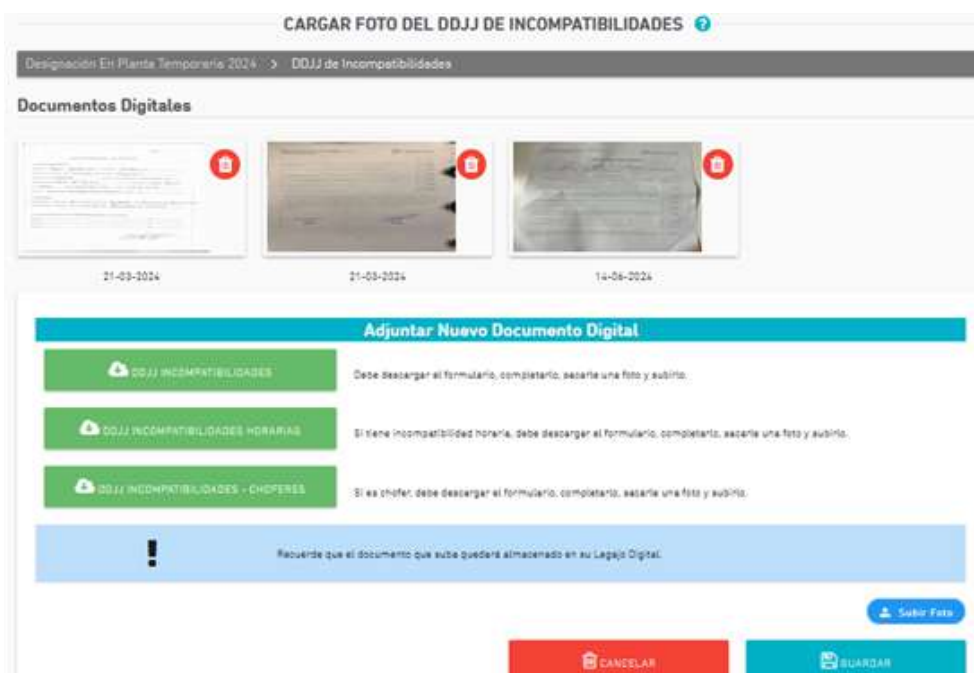 CARGAR FOTO DEL DDJJ DE INCOMPATIBILIDADES ?
Designación En Planta Temporaria 2024 > DDJJ de Incompatibilidades
Documentos Digitales
21-03-2024 21-03-2024 14-06-2024
Adjuntar Nuevo Documento Digital
DDJJ INCOMPATIBILIDADES Debe descargar el formulario, completarlo, sacarle una foto y subirlo.
DDJJ INCOMPATIBILIDADES HORARIAS Si tiene incompatibilidad horaria, debe descargar el formulario, completarlo, sacarle una foto y subirlo.
DDJJ INCOMPATIBILIDADES - CHOFERES Si es chofer, debe descargar el formulario, completarlo, sacarle una foto y subirlo.
! Recuerde que el documento que suba quedará almacenado en su Legajo Digital.
Subir Foto
CANCELAR GUARDAR